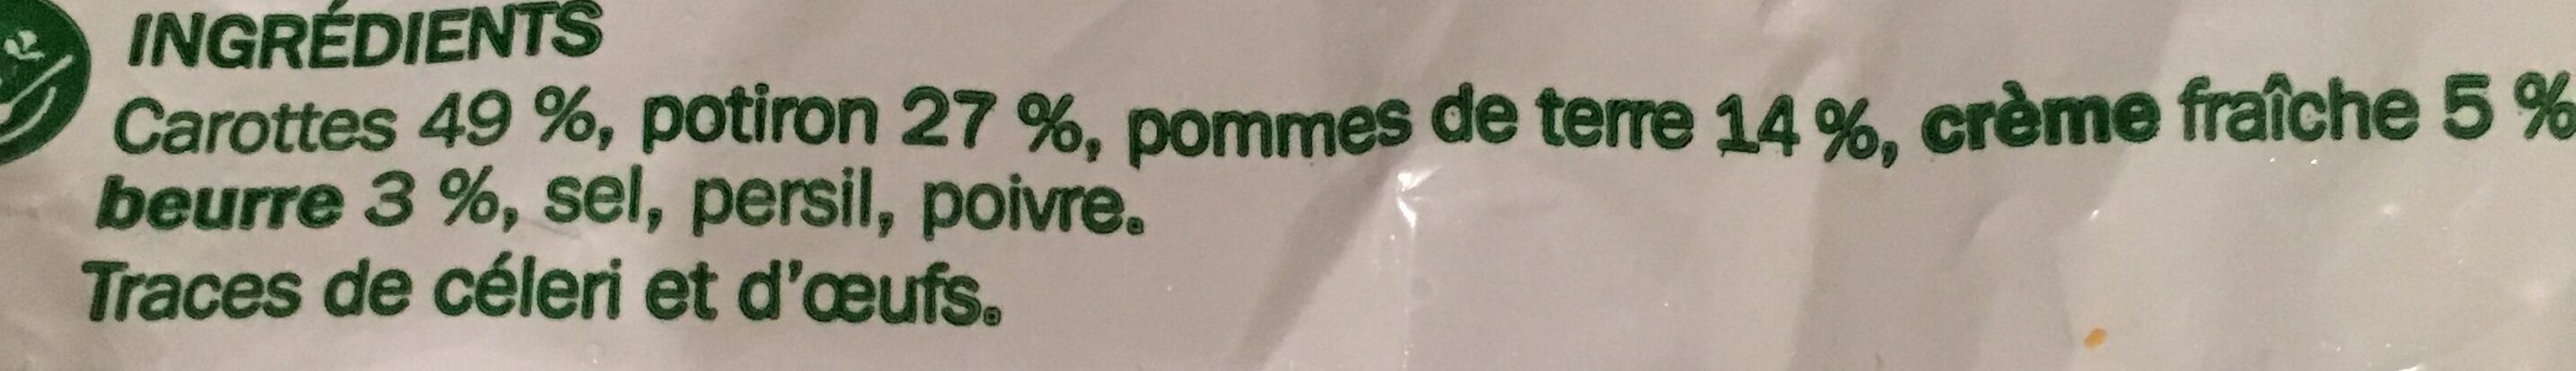 INGRÉDIENTS
Carottes 49 %, potiron 27 %, pommes de terre 14 %, crème fraîche 5 %
beurre 3 %, sel, persil, poivre.
Traces de céleri et d'œufs.